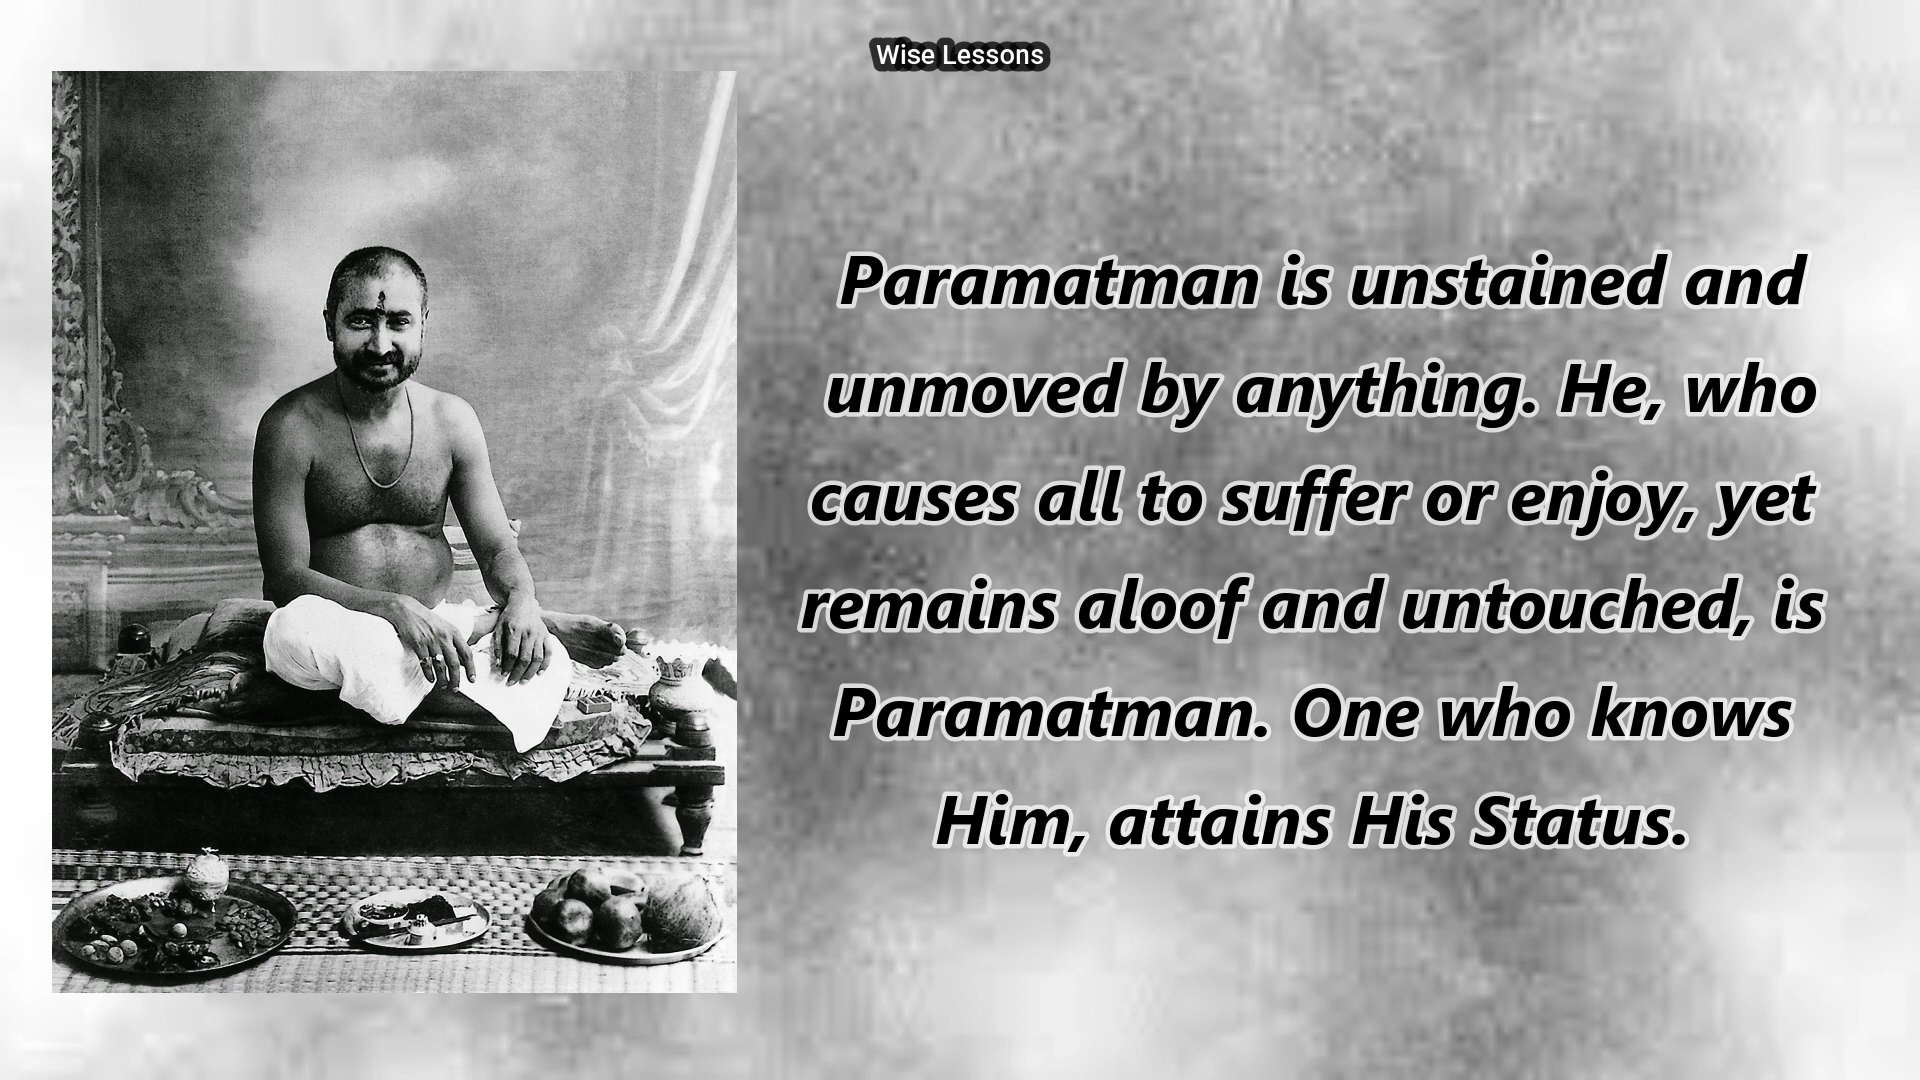 Wise Lessons
Paramatman is unstained and
unmoved by anything. He, who
causes all to suffer or enjoy, yet
remains aloof and untouched, is
Paramatman. One who knows
Him, attains His Status.